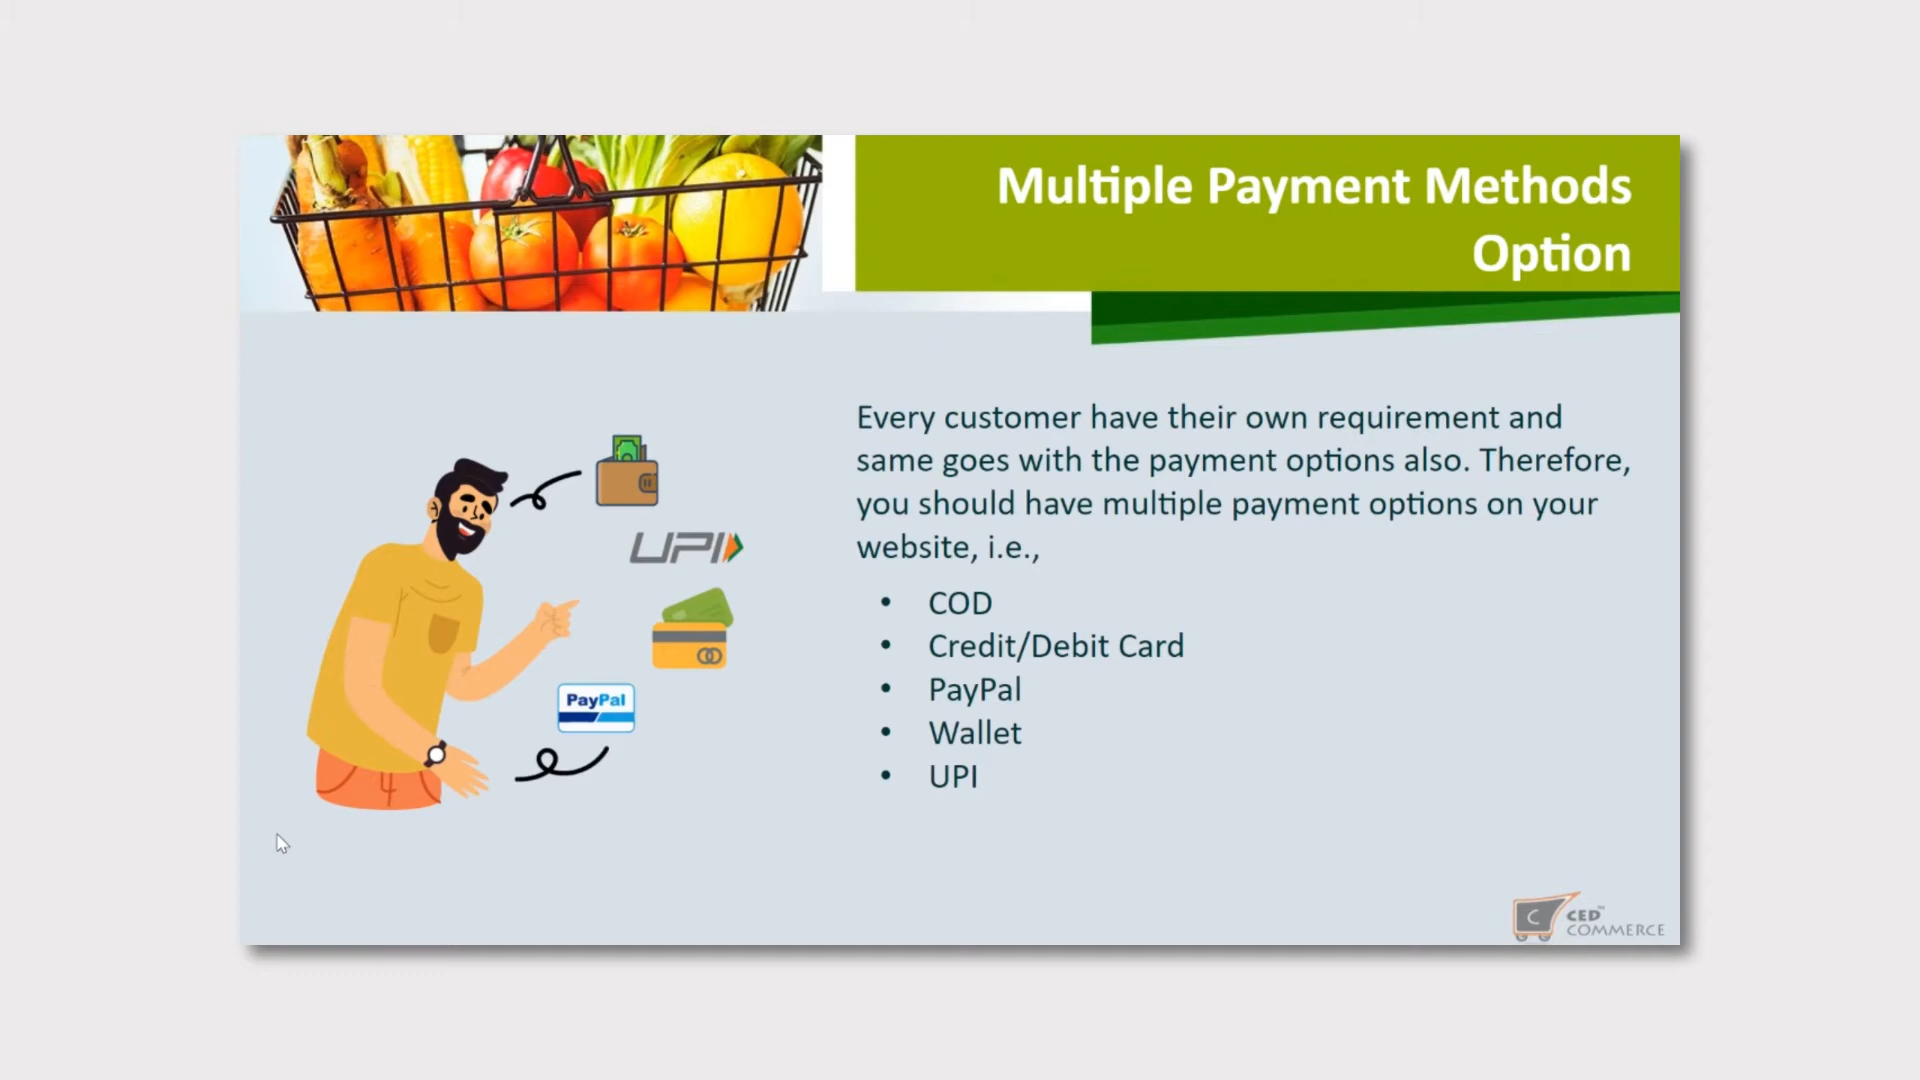 Multiple Payment Methods
Option
Every customer have their own requirement and
same goes with the payment options also. Therefore,
you should have multiple payment options on your
website, i.e.,
• COD
• Credit/Debit Card
• PayPal
• Wallet
• UPI
UPI
PayPal
C
CED™
COMMERCE